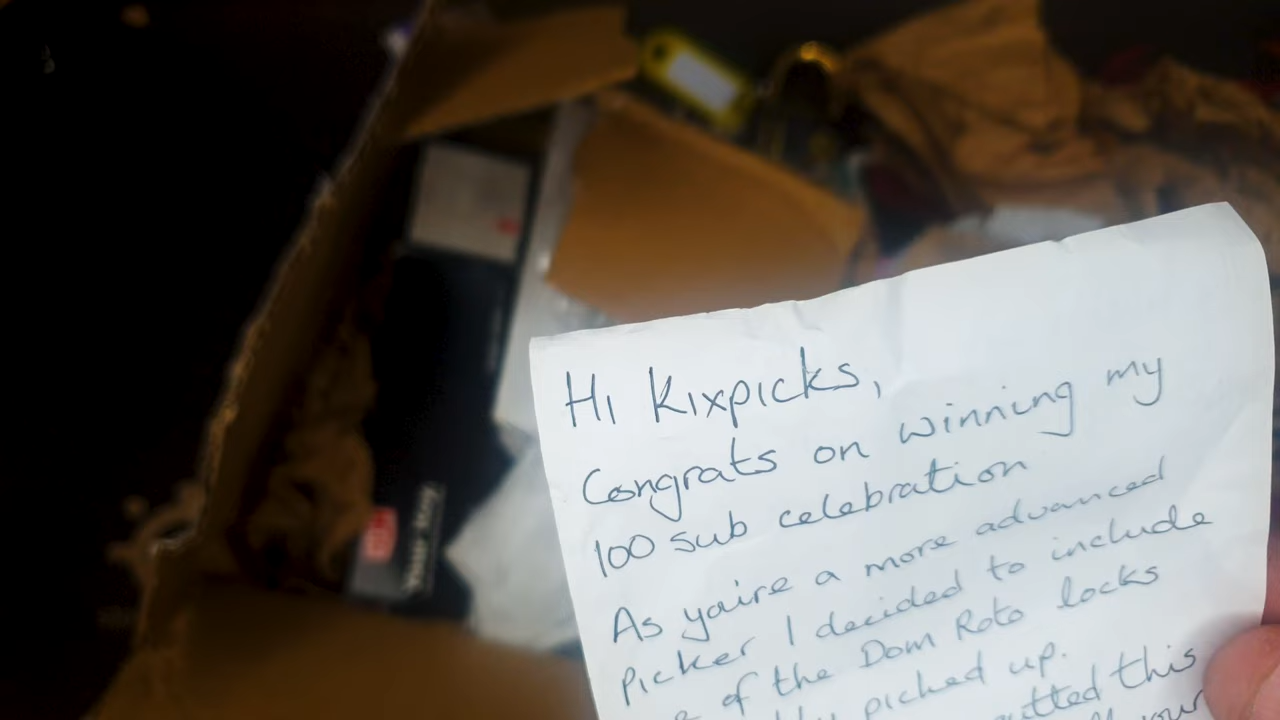 Hi Kixpicks,
Congrats on winning my
100 sub celebration
As you're a more advanced
picker I decided to include
of the Dom Roto locks
picked up.
this
your